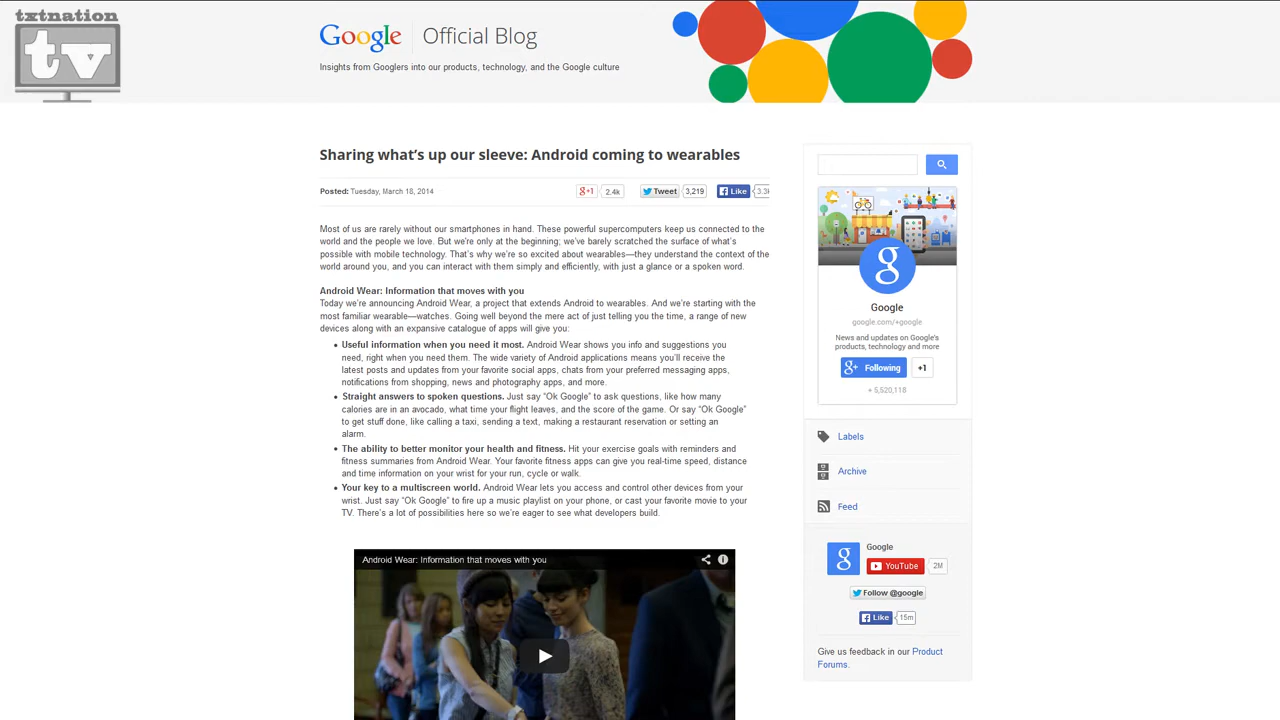 txtnation
tv
Google Official Blog
Insights from Googlers into our products, technology, and the Google culture
Sharing what's up our sleeve: Android coming to wearables
Posted: Tuesday, March 18, 2014
g+1 2.4k Tweet 3,219 Like
Most of us are rarely without our smartphones in hand. These powerful supercomputers keep us connected to the
world and the people we love. But we're only at the beginning; we've barely scratched the surface of what's
possible with mobile technology. That's why we're so excited about wearables—they understand the context of the
world around you, and you can interact with them simply and efficiently, with just a glance or a spoken word.
Android Wear: Information that moves with you
Today we're announcing Android Wear, a project that extends Android to wearables. And we're starting with the
most familiar wearable—watches. Going well beyond the mere act of just telling you the time, a range of new
devices along with an expansive catalogue of apps will give you:
• Useful information when you need it most. Android Wear shows you info and suggestions you
need, right when you need them. The wide variety of Android applications means you'll receive the
latest posts and updates from your favorite social apps, chats from your preferred messaging apps,
notifications from shopping, news and photography apps, and more.
• Straight answers to spoken questions. Just say “Ok Google” to ask questions, like how many
calories are in an avocado, what time your flight leaves, and the score of the game. Or say “Ok Google”
to get stuff done, like calling a taxi, sending a text, making a restaurant reservation or setting an
alarm.
• The ability to better monitor your health and fitness. Hit your exercise goals with reminders and
fitness summaries from Android Wear. Your favorite fitness apps can give you real-time speed, distance
and time information on your wrist for your run, cycle or walk.
• Your key to a multiscreen world. Android Wear lets you access and control other devices from your
wrist. Just say “Ok Google” to fire up a music playlist on your phone, or cast your favorite movie to your
TV. There's a lot of possibilities here so we're eager to see what developers build.
Android Wear: Information that moves with you
g
Google
google.com/+google
News and updates on Google's
products, technology and more
g+ Following +1
+ 5,520,118
Labels
Archive
Feed
g
Google
YouTube 2M
Follow @google
Like 15m
Give us feedback in our Product
Forums.